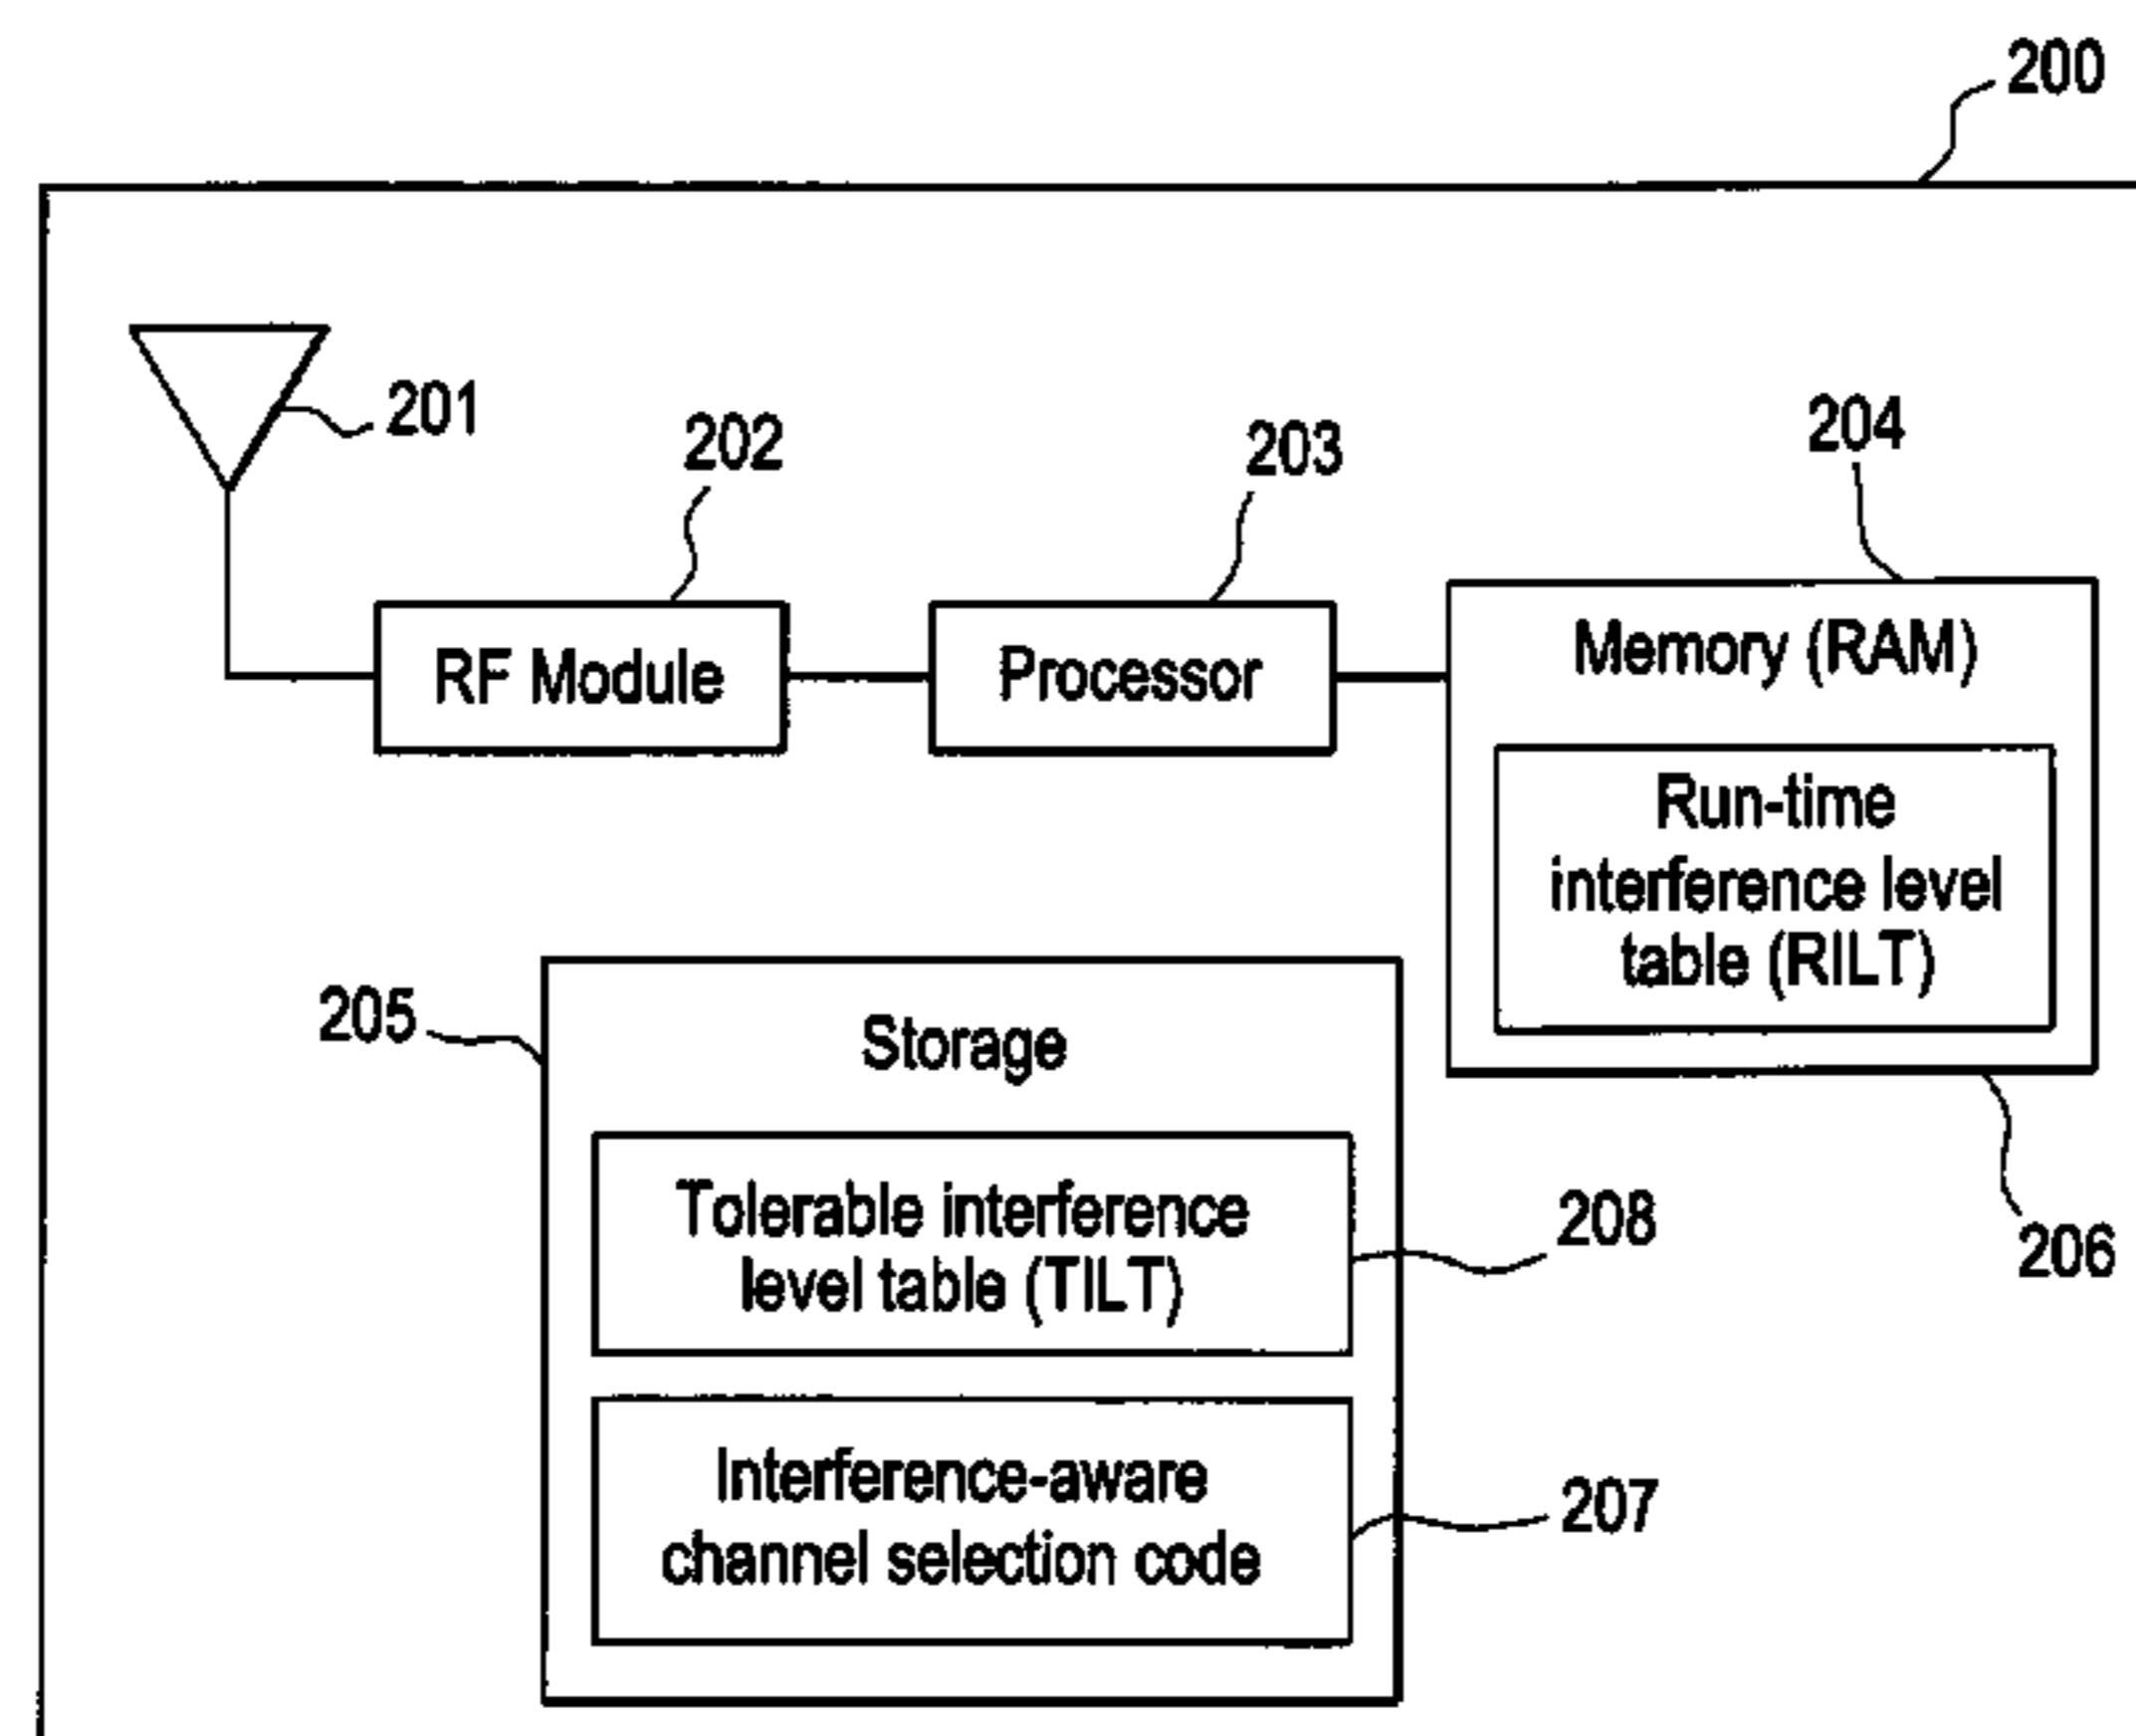 200
201
202
203
204
RF Module
Processor
Memory (RAM)
Run-time
interference level
table (RILT)
205
Storage
Tolerable interference
level table (TILT)
208
206
Interference-aware
channel selection code
207